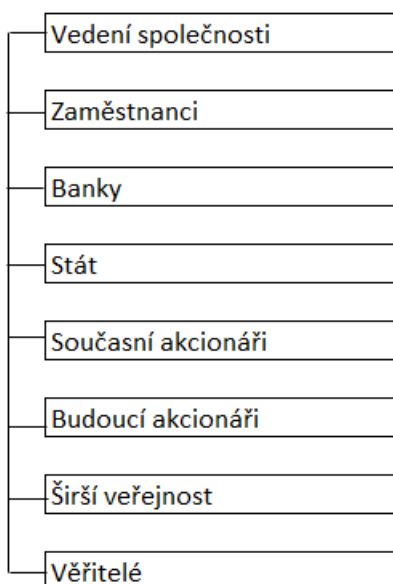 Vedení společnosti
Zaměstnanci
Banky
Stát
Současní akcionáři
Budoucí akcionáři
Širší veřejnost
Věřitelé